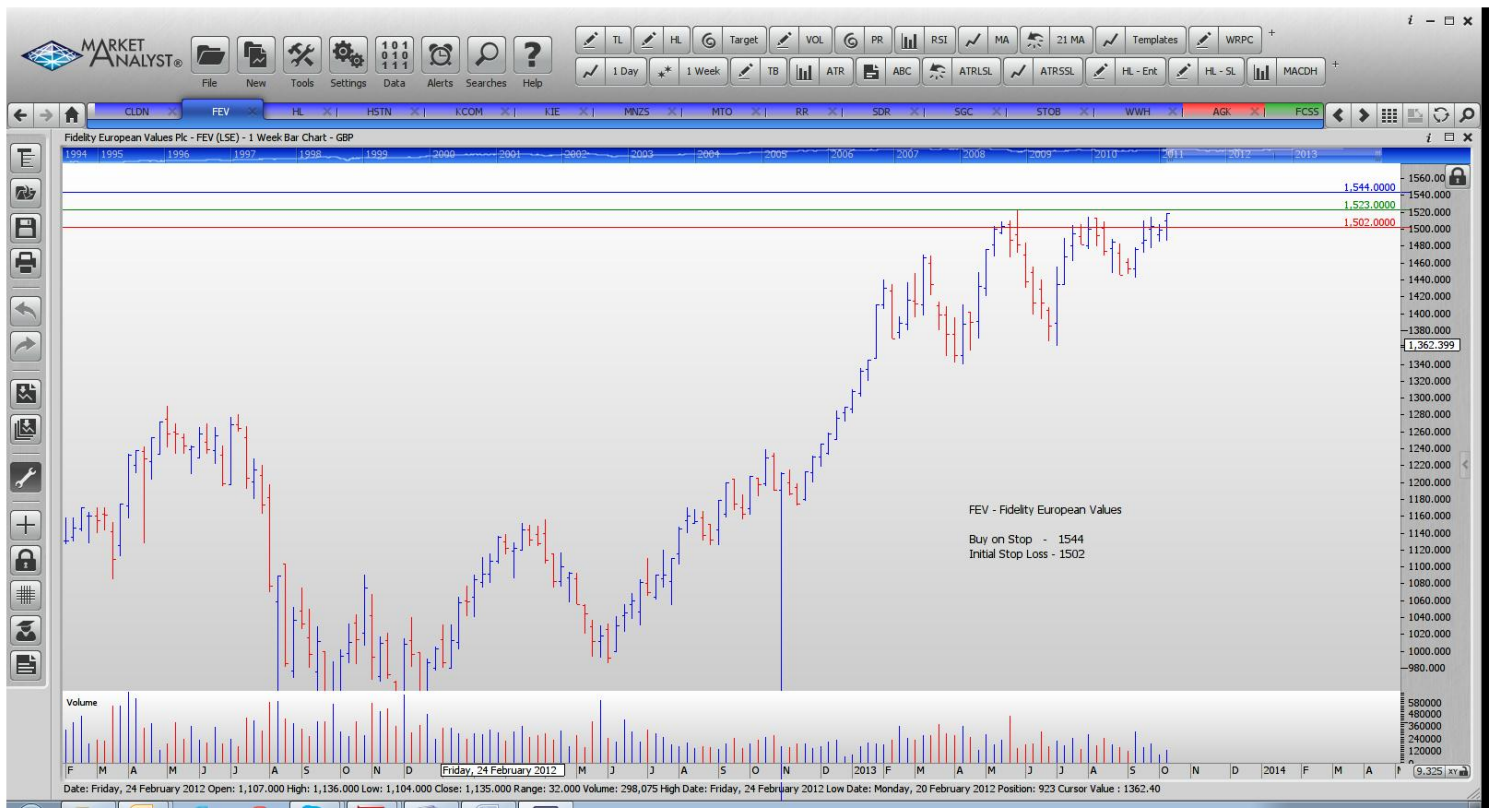 i
MARKET
ANALYST®
File New Tools Settings Data Alerts Searches Help
101
010
111
TL HL Target VOL PR RSI MA 21 MA Templates WRPC +
1 Day 1 Week TB ATR ABC ATRLSL ATRSSL HL - Ent HL - SL MACDH +
CLDN FEV HL HSTN KCOM KIE MNZS MTO RR SDR SGC STOB WWH AGK FCSS
Fidelity European Values Plc - FEV (LSE) - 1 Week Bar Chart - GBP
i
1994 1995 1996 1997 1998 1999 2000 2001 2002 2003 2004 2005 2006 2007 2008 2009 2010 2011 2012 2013
1560.00
1,544.0000
1540.000
1,523.0000
1520.000
1,502.0000
1500.000
1480.000
1460.000
1440.000
1420.000
1400.000
1380.000
1,362.399
1340.000
1320.000
1300.000
1280.000
1260.000
1240.000
1220.000
1200.000
1180.000
1160.000
1140.000
1120.000
1100.000
1080.000
1060.000
1040.000
1020.000
1000.000
980.000
FEV - Fidelity European Values
Buy on Stop - 1544
Initial Stop Loss - 1502
Volume
580000
480000
360000
240000
120000
F M A M J J A S O N D Friday, 24 February 2012 M J J A S O N D 2013 F M A M J J A S O N D 2014 F M A 9.325 XY
Date: Friday, 24 February 2012 Open: 1,107.000 High: 1,136.000 Low: 1,104.000 Close: 1,135.000 Range: 32.000 Volume: 298,075 High Date: Friday, 24 February 2012 Low Date: Monday, 20 February 2012 Position: 923 Cursor Value : 1362.40